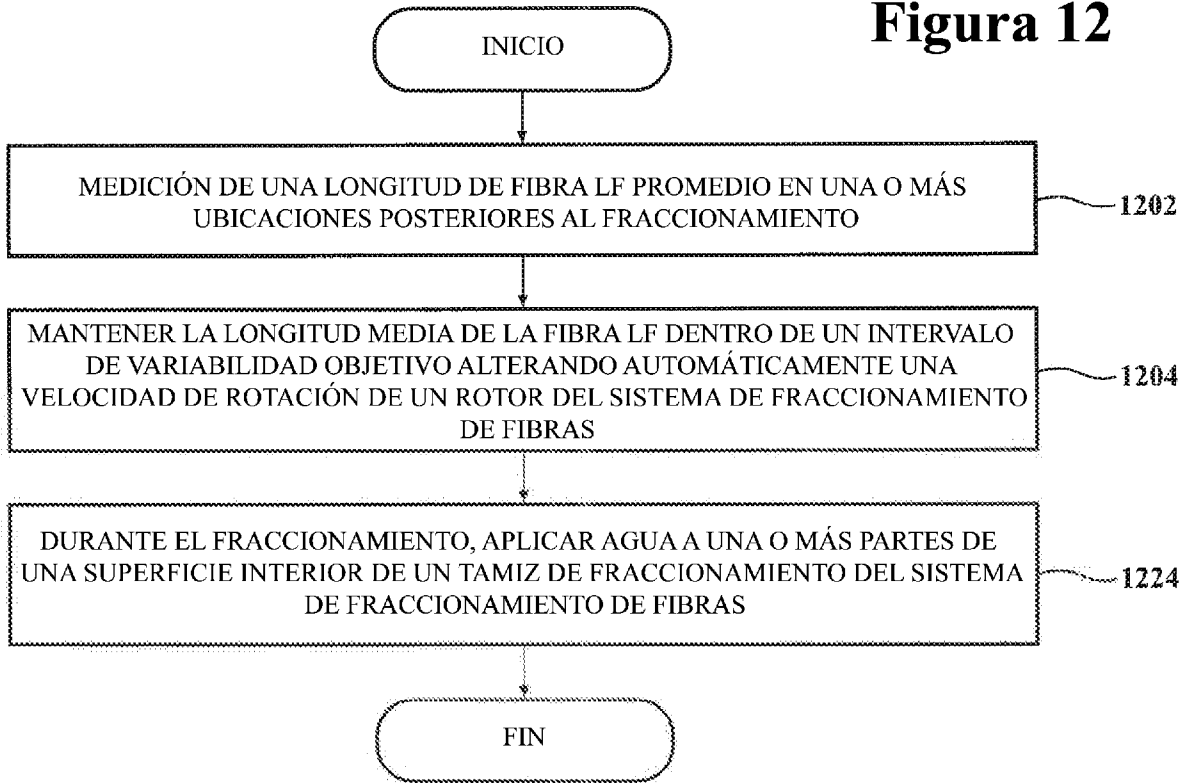 Figura 12
INICIO
MEDICIÓN DE UNA LONGITUD DE FIBRA LF PROMEDIO EN UNA O MÁS
UBICACIONES POSTERIORES AL FRACCIONAMIENTO
1202
MANTENER LA LONGITUD MEDIA DE LA FIBRA LF DENTRO DE UN INTERVALO
DE VARIABILIDAD OBJETIVO ALTERANDO AUTOMÁTICAMENTE UNA
VELOCIDAD DE ROTACIÓN DE UN ROTOR DEL SISTEMA DE FRACCIONAMIENTO
DE FIBRAS
1204
DURANTE EL FRACCIONAMIENTO, APLICAR AGUA A UNA O MÁS PARTES DE
UNA SUPERFICIE INTERIOR DE UN TAMIZ DE FRACCIONAMIENTO DEL SISTEMA
DE FRACCIONAMIENTO DE FIBRAS
1224
FIN